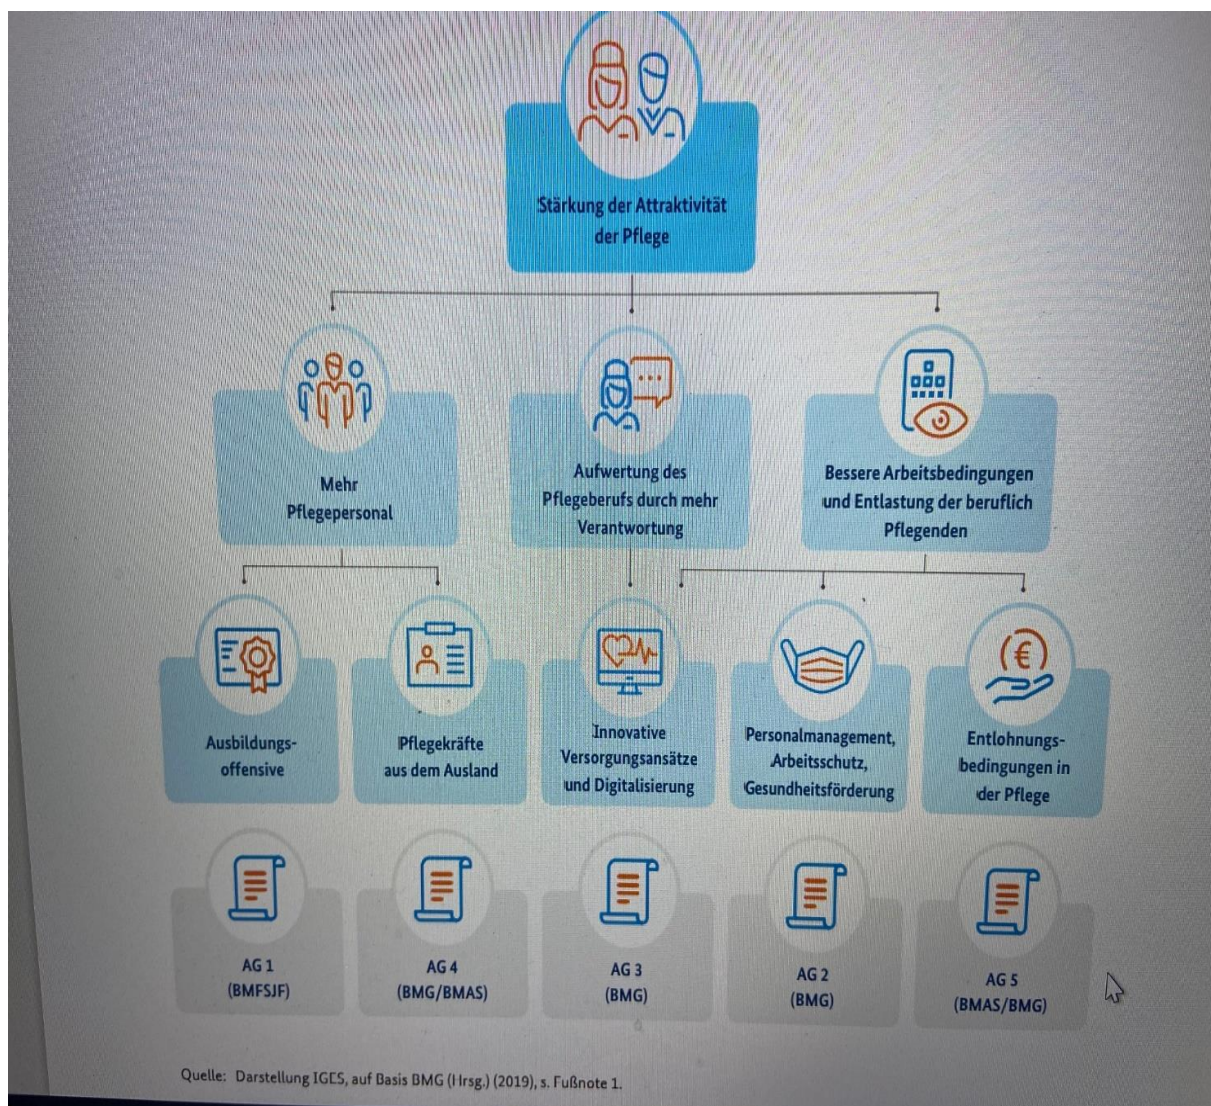 Stärkung der Attraktivität
der Pflege
Mehr
Pflegepersonal
Aufwertung des
Pflegeberufs durch mehr
Verantwortung
Bessere Arbeitsbedingungen
und Entlastung der beruflich
Pflegenden
Ausbildungs-
offensive
Pflegekräfte
aus dem Ausland
Innovative
Versorgungsansätze
und Digitalisierung
Personalmanagement,
Arbeitsschutz,
Gesundheitsförderung
€
Entlohnungs-
bedingungen in
der Pflege
AG 1
(BMFSJF)
AG 4
(BMG/BMAS)
AG 3
(BMG)
AG 2
(BMG)
AG 5
(BMAS/BMG)
Quelle: Darstellung IGES, auf Basis BMG (Hrsg.) (2019), s. Fußnote 1.